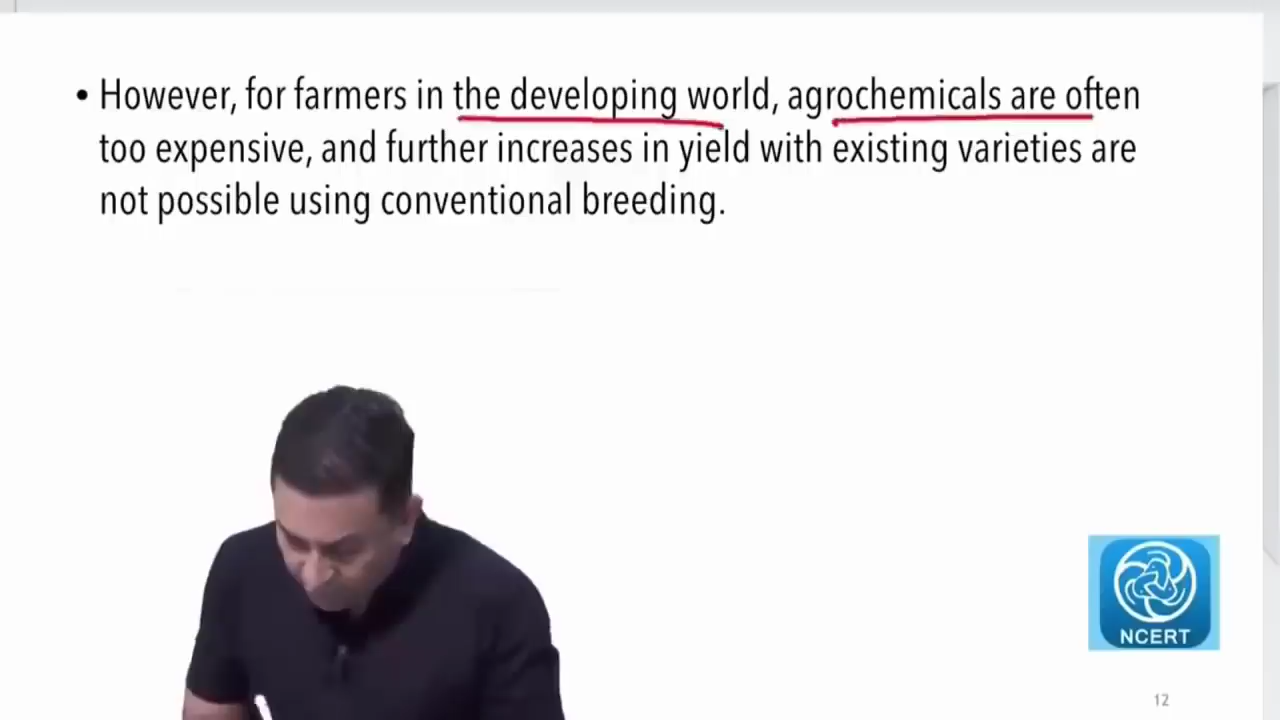 • However, for farmers in the developing world, agrochemicals are often
too expensive, and further increases in yield with existing varieties are
not possible using conventional breeding.
NCERT
12